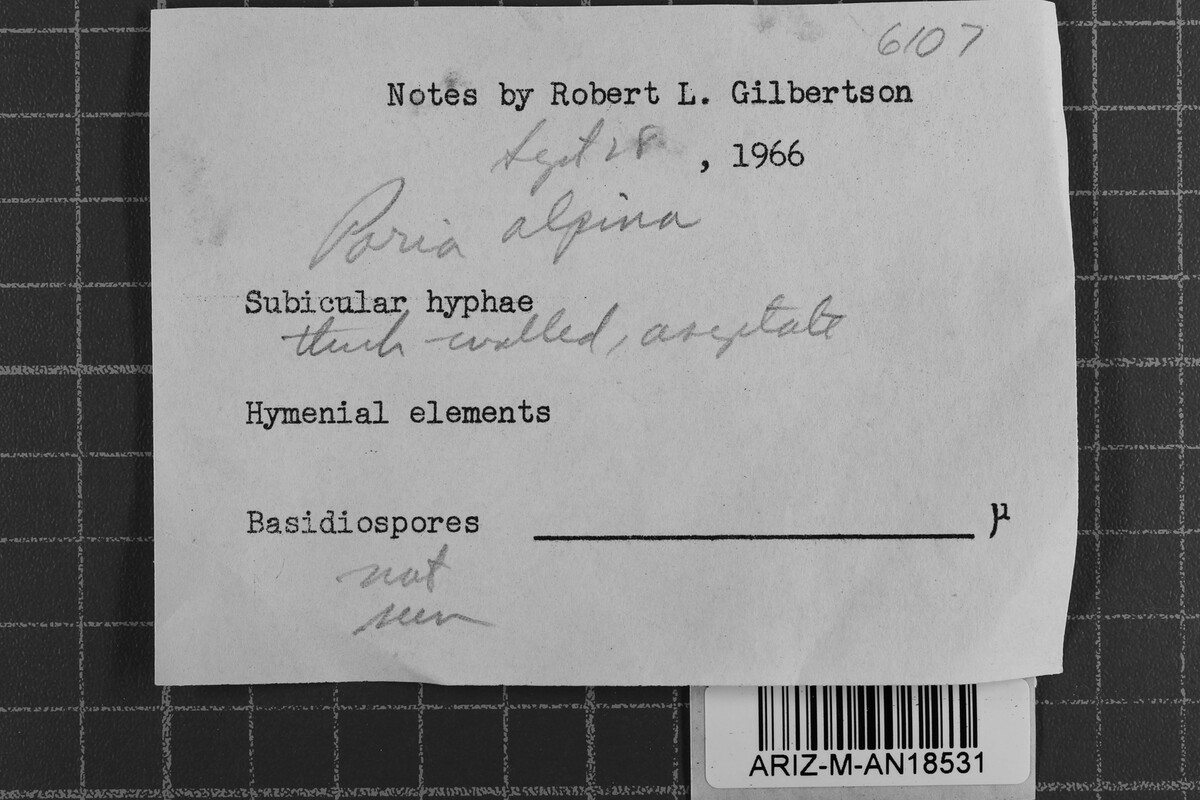 6107
Notes by Robert L. Gilbertson
Sept 28, 1966
Poria alpina
Subicular hyphae
thick-walled, aseptate
Hymenial elements
Basidiospores ____________________ µ
not
seen
ARIZ-M-AN18531